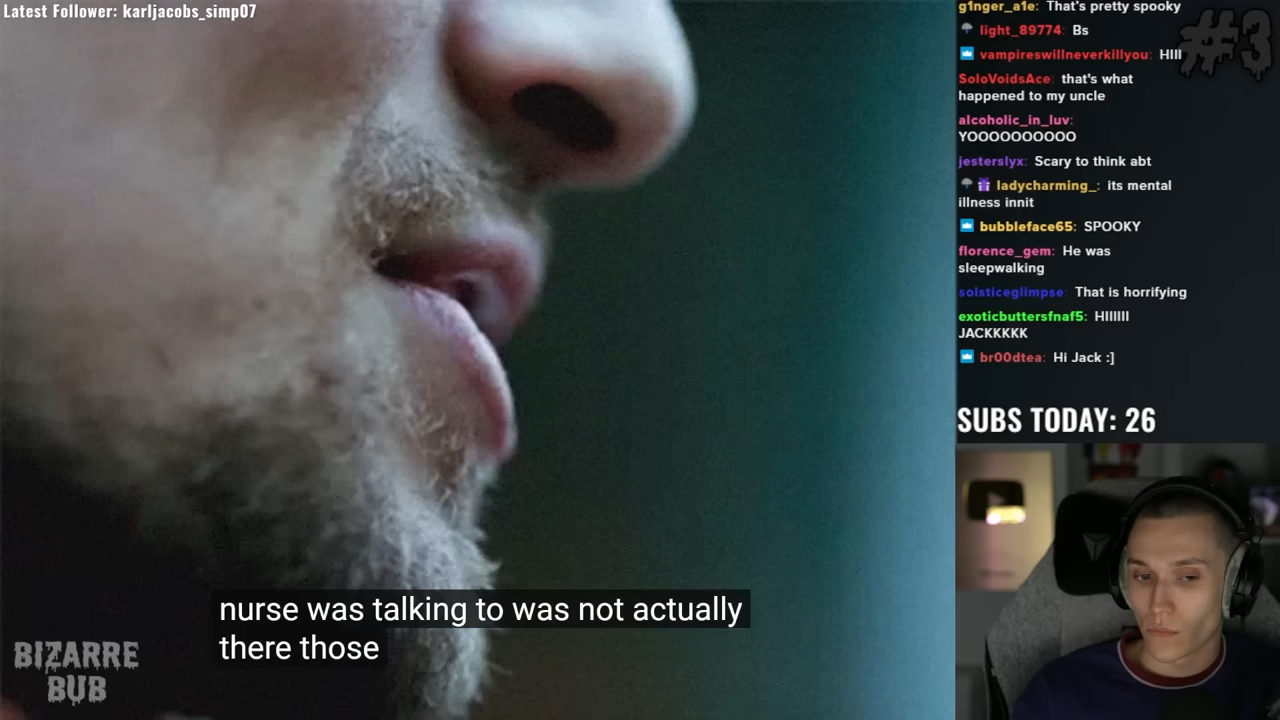 Latest Follower: karljacobs_simp07
g1nger_a1e: That's pretty spooky
light_89774: Bs
vampireswillneverkillyou: HIII
SoloVoidsAce: that's what
happened to my uncle
alcoholic_in_luv:
YOOOOOOOOOO
jesterslyx: Scary to think abt
ladycharming_: its mental
illness innit
bubbleface65: SPOOKY
florence_gem: He was
sleepwalking
solsticeglimpse: That is horrifying
exoticbuttersfnaf5: HIIIIII
JACKKKKK
br00dtea: Hi Jack :]
#3
SUBS TODAY: 26
nurse was talking to was not actually
there those
BIZARRE
BUB